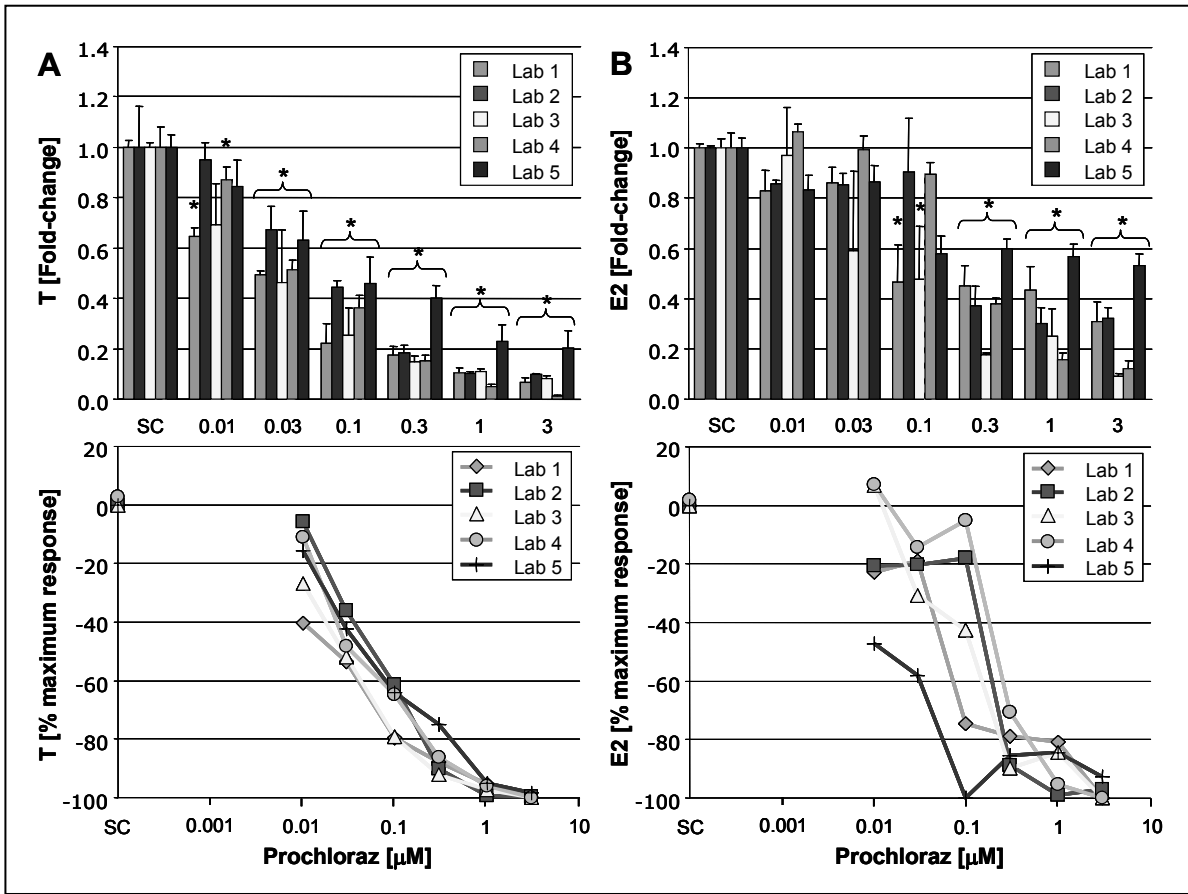 A
T [Fold-change]
1.4
1.2
1.0
0.8
0.6
0.4
0.2
0.0
Lab 1
Lab 2
Lab 3
Lab 4
Lab 5
* * * * * * *
SC 0.01 0.03 0.1 0.3 1 3
B
E2 [Fold-change]
1.4
1.2
1.0
0.8
0.6
0.4
0.2
0.0
Lab 1
Lab 2
Lab 3
Lab 4
Lab 5
* * * * *
SC 0.01 0.03 0.1 0.3 1 3
T [% maximum response]
20
0
-20
-40
-60
-80
-100
Lab 1
Lab 2
Lab 3
Lab 4
Lab 5
SC 0.001 0.01 0.1 1 10
Prochloraz [μM]
E2 [% maximum response]
20
0
-20
-40
-60
-80
-100
Lab 1
Lab 2
Lab 3
Lab 4
Lab 5
SC 0.001 0.01 0.1 1 10
Prochloraz [μM]